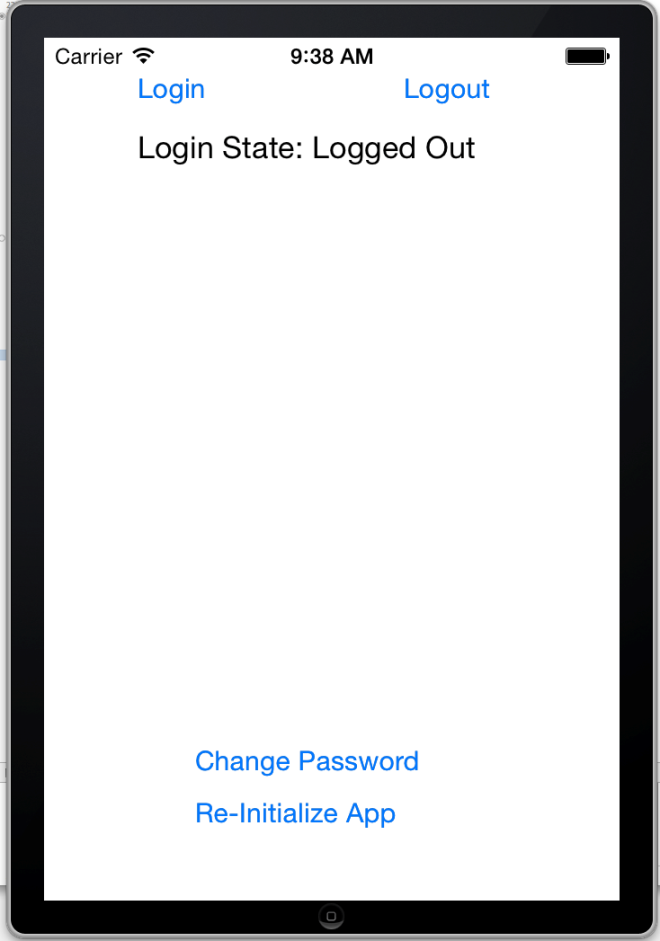 Carrier 9:38 AM
Login Logout
Login State: Logged Out
Change Password
Re-Initialize App